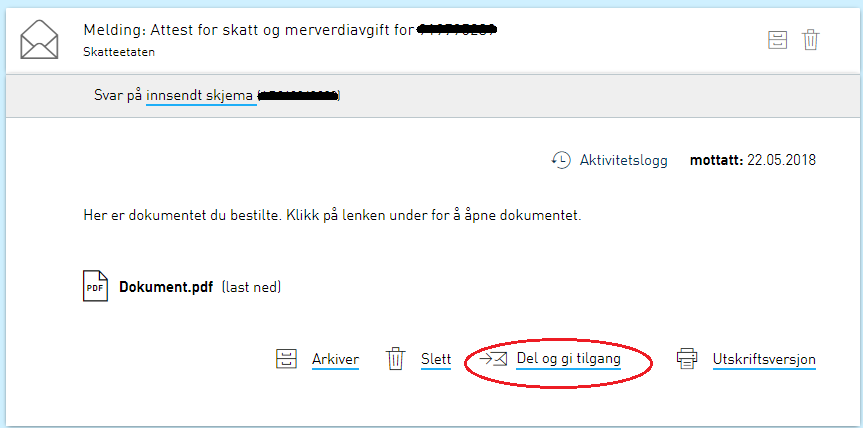 Melding: Attest for skatt og merverdiavgift for
Skatteetaten
Svar på innsendt skjema
Aktivitetslogg mottatt: 22.05.2018
Her er dokumentet du bestilte. Klikk på lenken under for å åpne dokumentet.
PDF Dokument.pdf (last ned)
Arkiver Slett Del og gi tilgang Utskriftsversjon